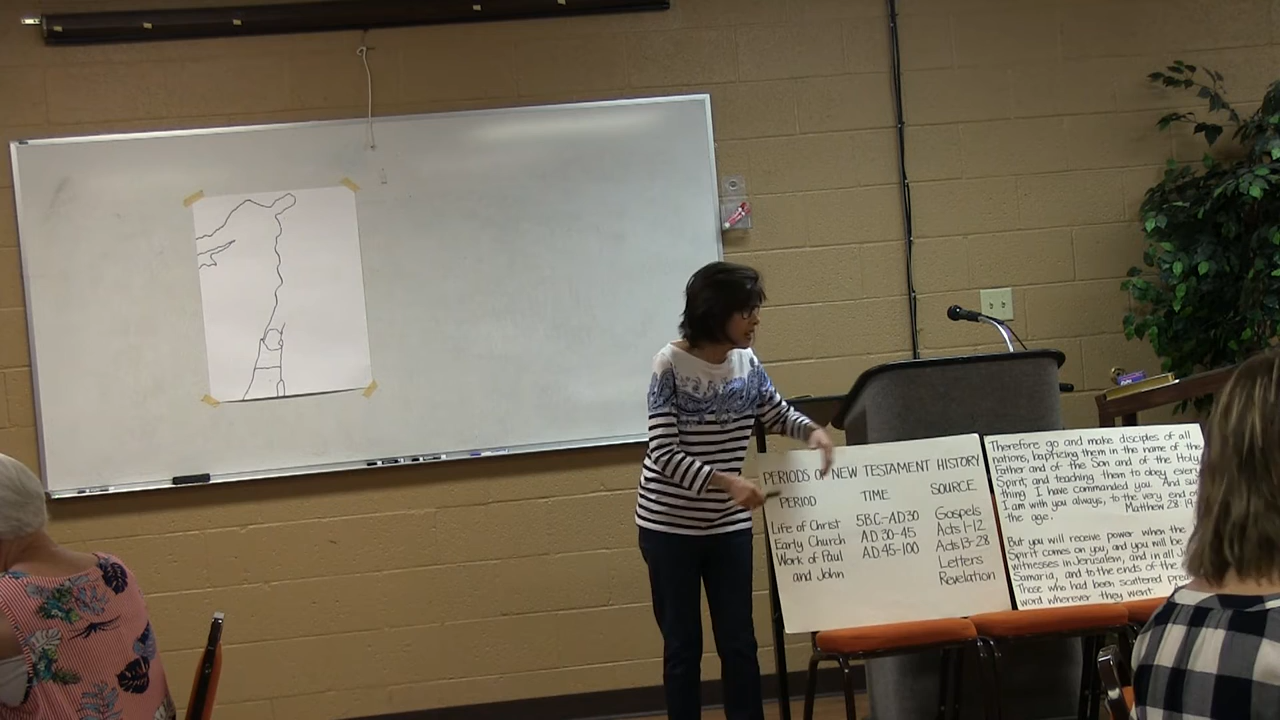 PERIODS OF NEW TESTAMENT HISTORY
PERIOD TIME SOURCE
Life of Christ 5B.C.-A.D.30 Gospels
Early Church A.D.30-45 Acts 1-12
Work of Paul A.D.45-100 Acts 13-28
and John Letters
Revelation
Therefore go and make disciples of all
nations, baptizing them in the name of the
Father and of the Son and of the Holy
Spirit, and teaching them to obey every
thing I have commanded you. And
I am with you always, to the very end of
the age. Matthew 28:19
But you will receive power when the
Spirit comes on you, and you will be
witnesses in Jerusalem, and in all
Samaria, and to the ends of the
Those who had been scattered
word wherever they went.